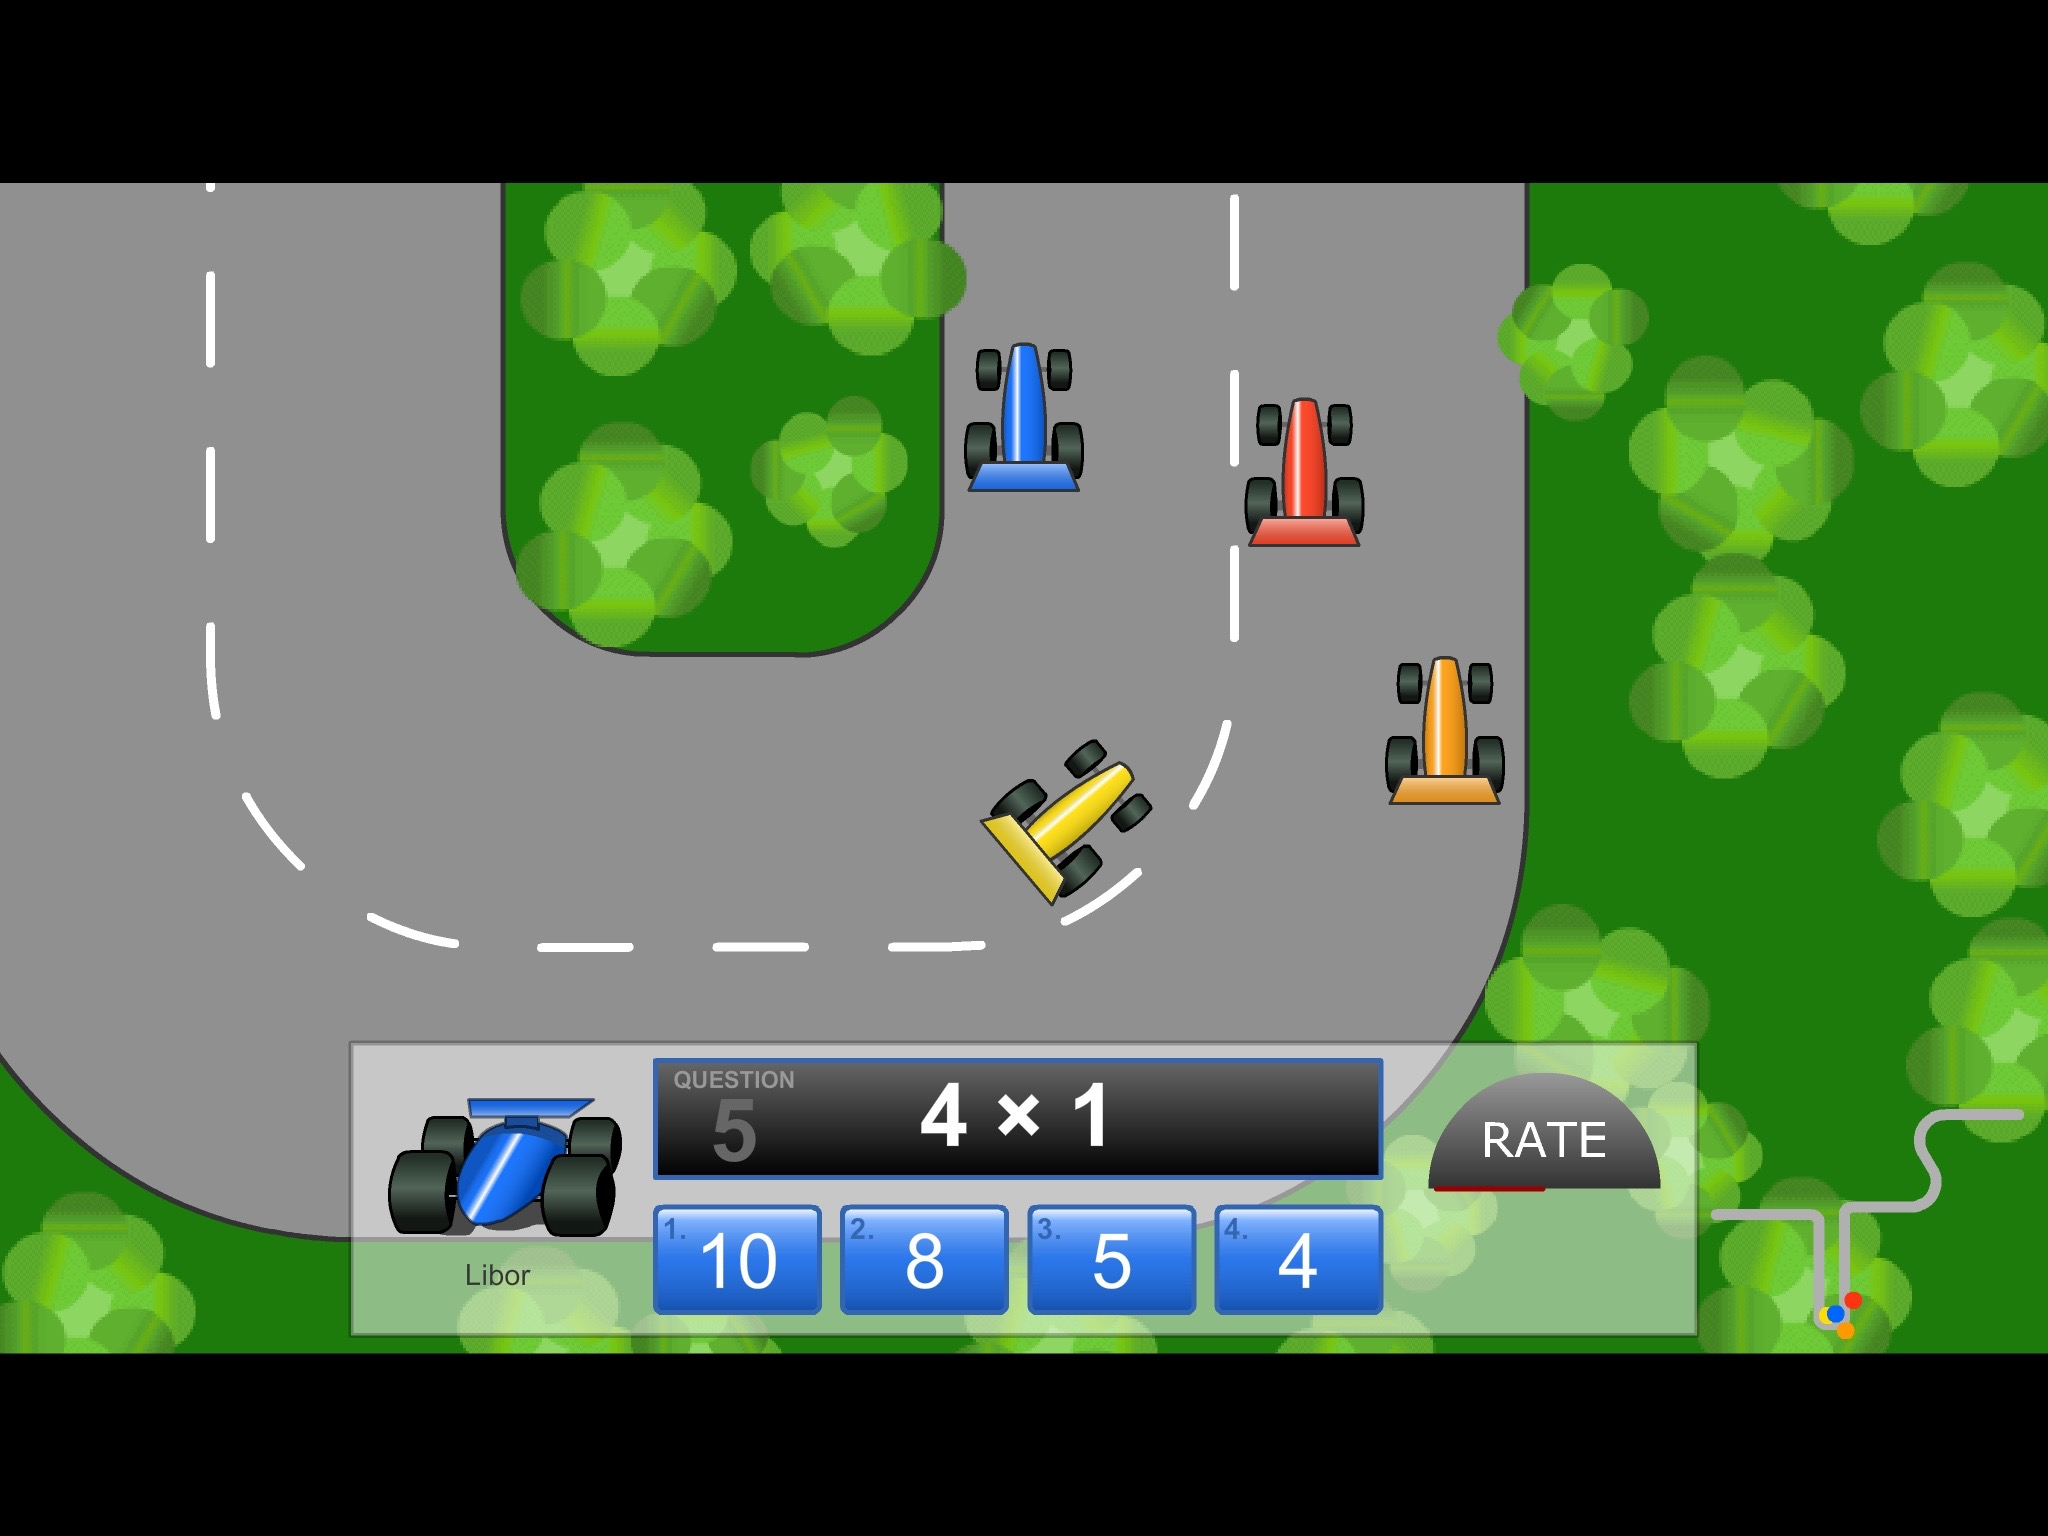 QUESTION
5
4 × 1
RATE
1. 10
2. 8
3. 5
4. 4
Libor